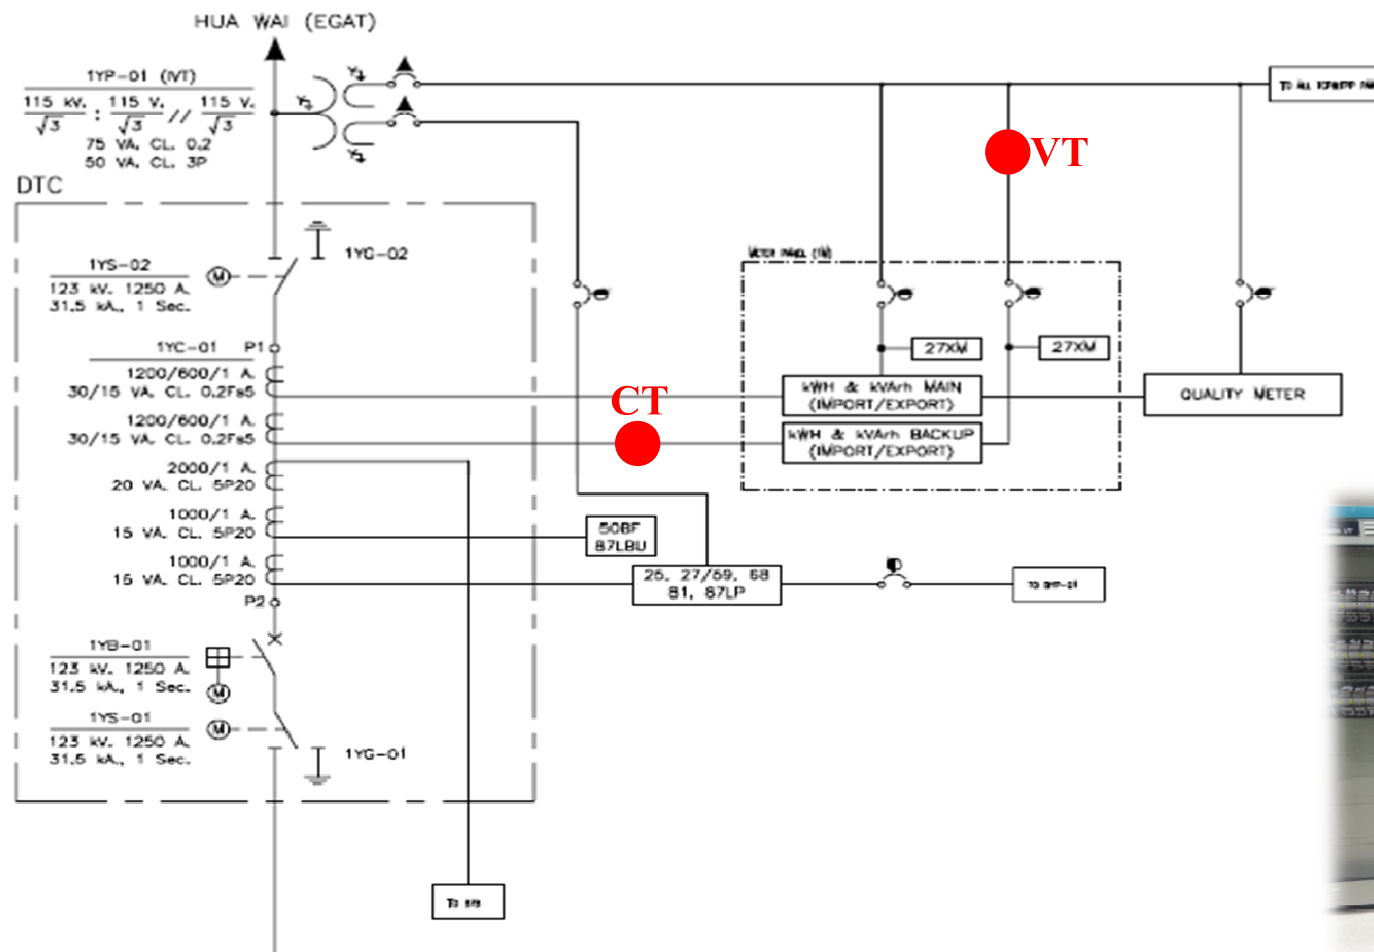 HUA WAI (EGAT)
1YP-01 (IVT)
115 kV. : 115 V. // 115 V.
√3 √3 √3
75 VA. CL. 0.2
50 VA. CL. 3P
VT
DTC
1YG-02
1YS-02
M
123 kV. 1250 A.
31.5 kA., 1 Sec.
METER PANEL
27XM
27XM
1YC-01 P1
1200/600/1 A.
30/15 VA. CL. 0.2Fs5
kWH & kVArh MAIN
(IMPORT/EXPORT)
QUALITY METER
CT
1200/600/1 A.
30/15 VA. CL. 0.2Fs5
kWH & kVArh BACKUP
(IMPORT/EXPORT)
2000/1 A.
20 VA. CL. 5P20
1000/1 A.
15 VA. CL. 5P20
50BF
87LBU
1000/1 A.
15 VA. CL. 5P20
25, 27/59, 68
81, 87LP
P2
1YB-01
123 kV. 1250 A.
31.5 kA., 1 Sec.
M
1YS-01
M
123 kV. 1250 A.
31.5 kA., 1 Sec.
1YG-01
TO